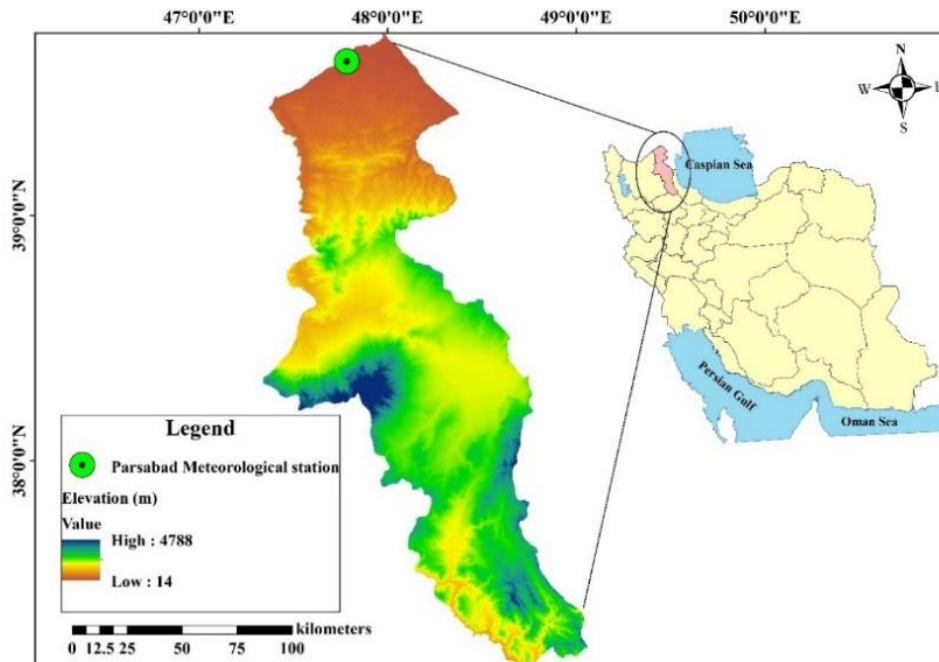 47°0'0"E 48°0'0"E 49°0'0"E 50°0'0"E
N
W
S
Caspian Sea
39°0'0"N
Persian Gulf
Oman Sea
38°0'0"N
Legend
Parsabad Meteorological station
Elevation (m)
Value
High : 4788
Low : 14
kilometers
0 12.5 25 50 75 100